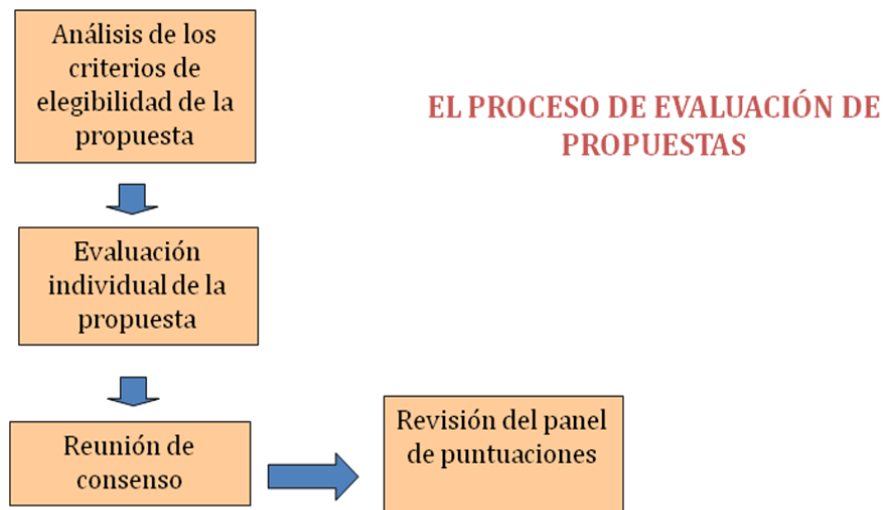 Análisis de los
criterios de
elegibilidad de la
propuesta
EL PROCESO DE EVALUACIÓN DE
PROPUESTAS
Evaluación
individual de la
propuesta
Reunión de
consenso
Revisión del panel
de puntuaciones